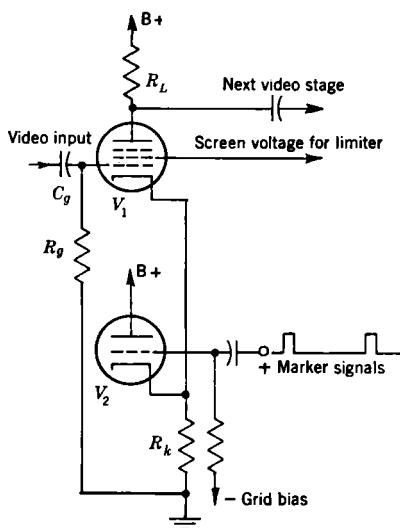 B+
R_L
Next video stage
Video input
Screen voltage for limiter
C_g
V_1
R_g
B+
+ Marker signals
V_2
R_k
– Grid bias